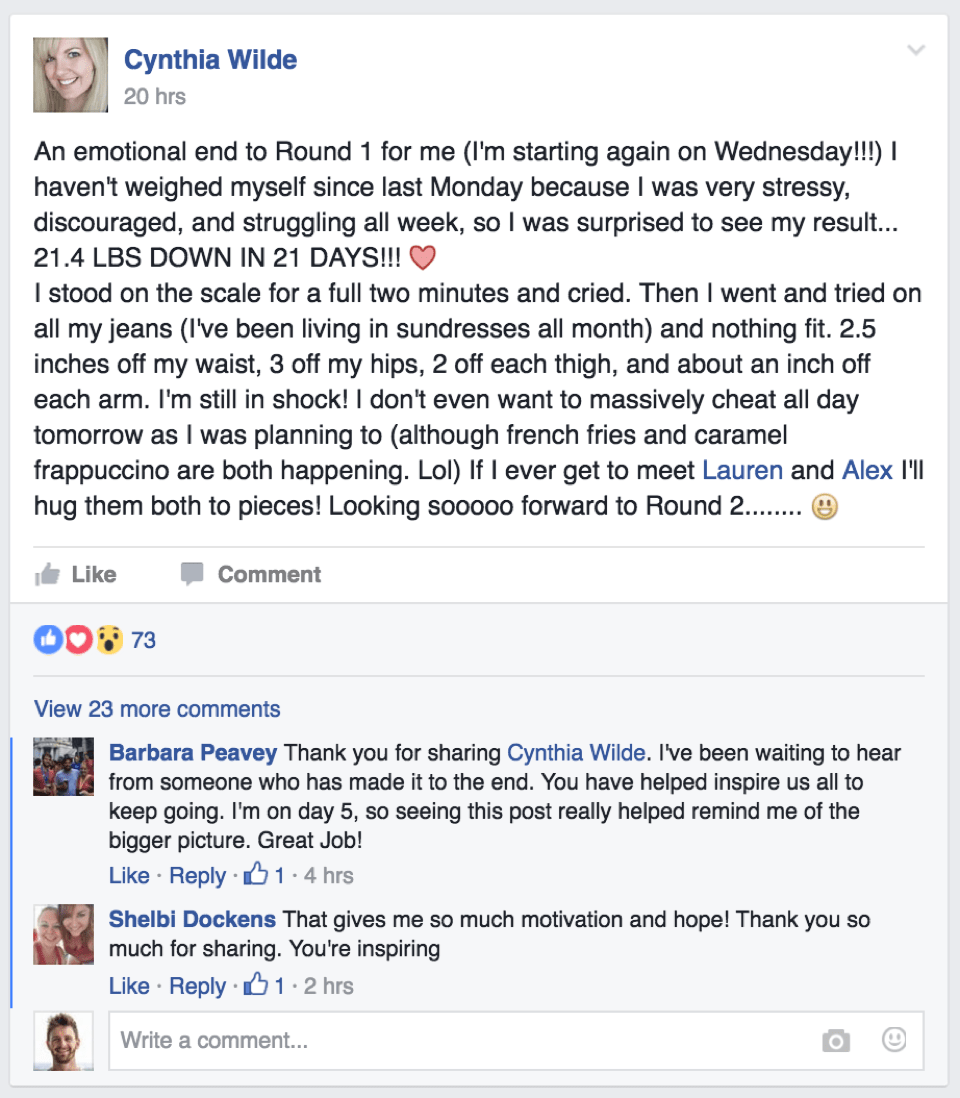 Cynthia Wilde
20 hrs
An emotional end to Round 1 for me (I'm starting again on Wednesday!!!) I
haven't weighed myself since last Monday because I was very stressy,
discouraged, and struggling all week, so I was surprised to see my result...
21.4 LBS DOWN IN 21 DAYS!!!
I stood on the scale for a full two minutes and cried. Then I went and tried on
all my jeans (I've been living in sundresses all month) and nothing fit. 2.5
inches off my waist, 3 off my hips, 2 off each thigh, and about an inch off
each arm. I'm still in shock! I don't even want to massively cheat all day
tomorrow as I was planning to (although french fries and caramel
frappuccino are both happening. Lol) If I ever get to meet Lauren and Alex I'll
hug them both to pieces! Looking sooooo forward to Round 2........
Like Comment
73
View 23 more comments
Barbara Peavey Thank you for sharing Cynthia Wilde. I've been waiting to hear
from someone who has made it to the end. You have helped inspire us all to
keep going. I'm on day 5, so seeing this post really helped remind me of the
bigger picture. Great Job!
Like · Reply · 1 · 4 hrs
Shelbi Dockens That gives me so much motivation and hope! Thank you so
much for sharing. You're inspiring
Like · Reply · 1 · 2 hrs
Write a comment...